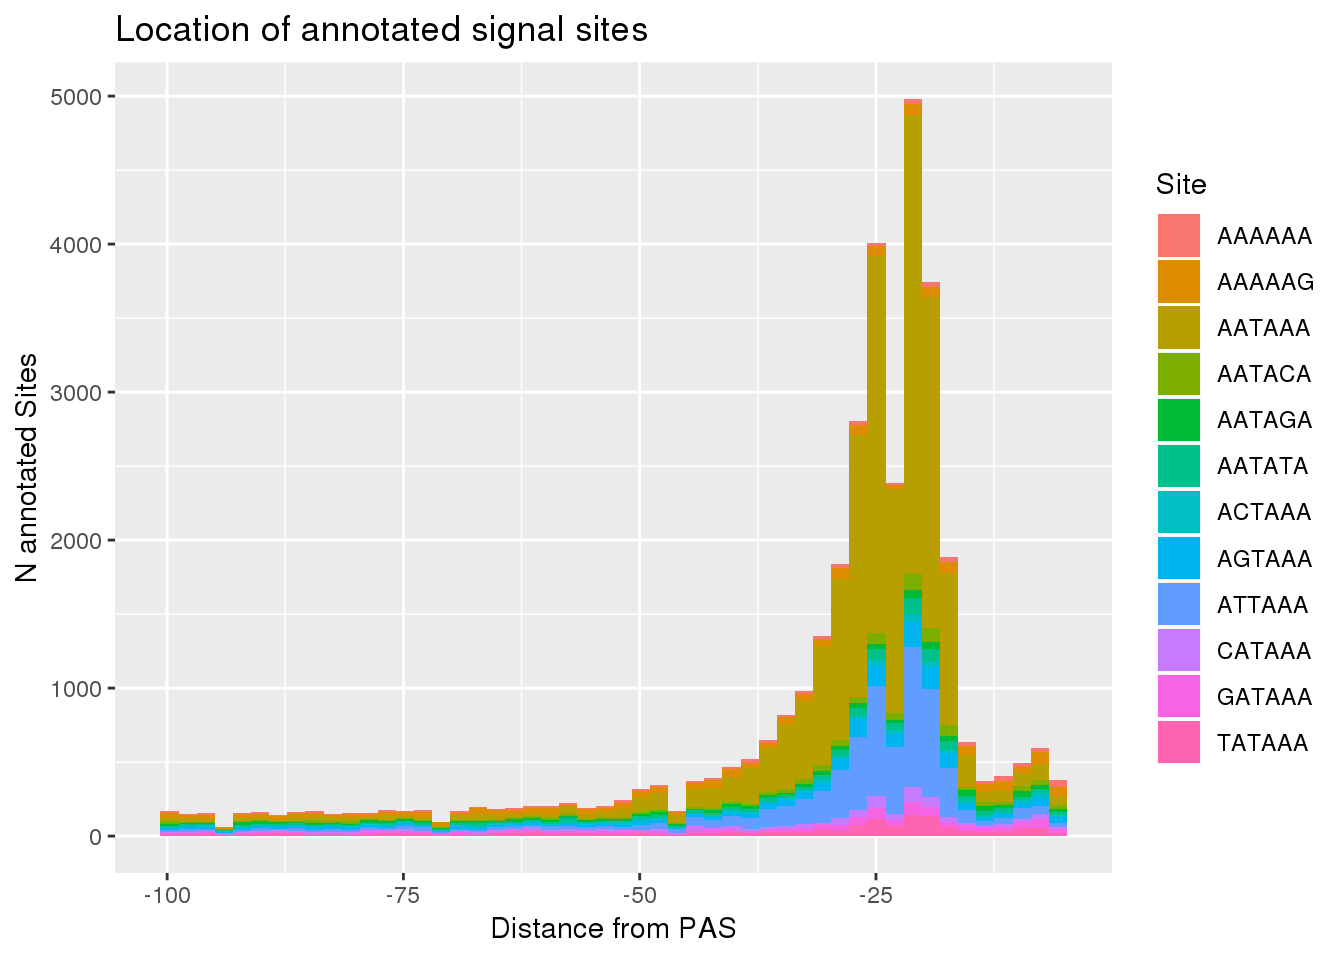 Location of annotated signal sites
5000
4000
3000
2000
1000
0
N annotated Sites
-100
-75
-50
-25
Distance from PAS
Site
AAAAAA
AAAAAG
AATAAA
AATACA
AATAGA
AATATA
ACTAAA
AGTAAA
ATTAAA
CATAAA
GATAAA
TATAAA